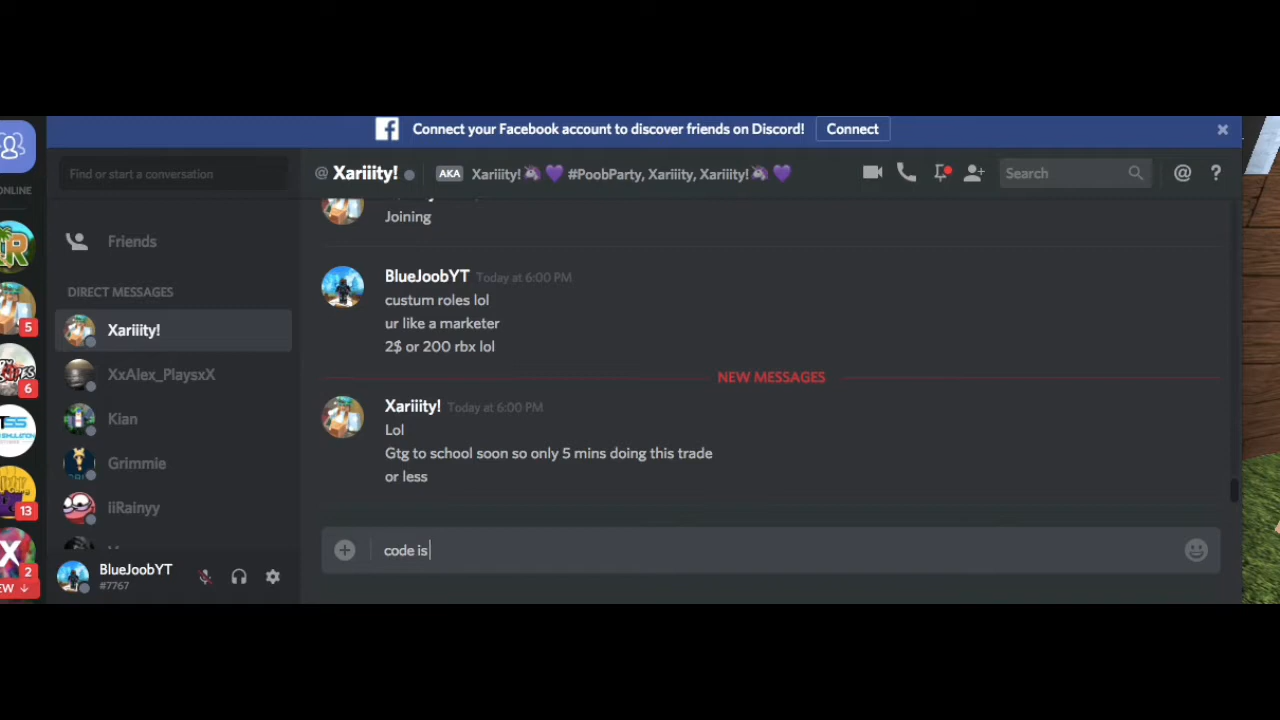 Connect your Facebook account to discover friends on Discord! Connect
ONLINE
Find or start a conversation
@ Xariiity! AKA Xariiity!🦄💜 #PoobParty, Xariiity, Xariiity!🦄💜 Search @ ?
Friends
DIRECT MESSAGES
Xariiity!
XxAlex_PlaysxX
Kian
Grimmie
iiRainyy
BlueJoobYT
#7767
5
6
13
2
Joining
BlueJoobYT Today at 6:00 PM
custum roles lol
ur like a marketer
2$ or 200 rbx lol
NEW MESSAGES
Xariiity! Today at 6:00 PM
Lol
Gtg to school soon so only 5 mins doing this trade
or less
code is